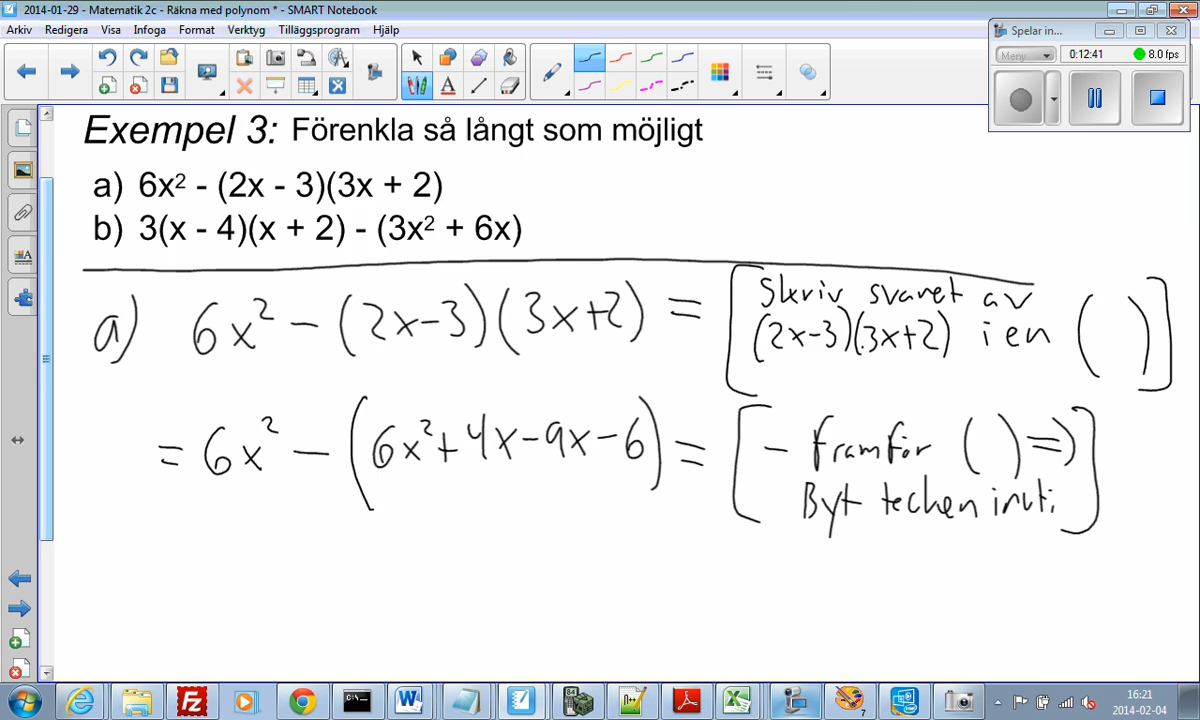 2014-01-29 - Matematik 2c - Räkna med polynom * - SMART Notebook
Arkiv Redigera Visa Infoga Format Verktyg Tilläggsprogram Hjälp
Spelar in...
Meny 0:12:41 8.0 fps
Exempel 3: Förenkla så långt som möjligt
a) 6x² - (2x - 3)(3x + 2)
b) 3(x - 4)(x + 2) - (3x² + 6x)
a) 6x² - (2x-3)(3x+2) = [Skriv svaret av
(2x-3)(3x+2) i en ( )]
= 6x² - (6x²+4x-9x-6) = [- framför ( ) =>
Byt tecken inuti]
16:21
2014-02-04